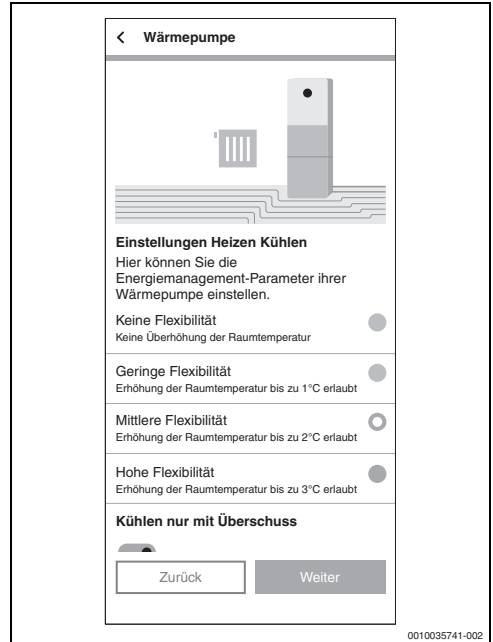 Wärmepumpe
Einstellungen Heizen Kühlen
Hier können Sie die
Energiemanagement-Parameter ihrer
Wärmepumpe einstellen.
Keine Flexibilität
Keine Überhöhung der Raumtemperatur
Geringe Flexibilität
Erhöhung der Raumtemperatur bis zu 1°C erlaubt
Mittlere Flexibilität
Erhöhung der Raumtemperatur bis zu 2°C erlaubt
Hohe Flexibilität
Erhöhung der Raumtemperatur bis zu 3°C erlaubt
Kühlen nur mit Überschuss
Zurück
Weiter
0010035741-002